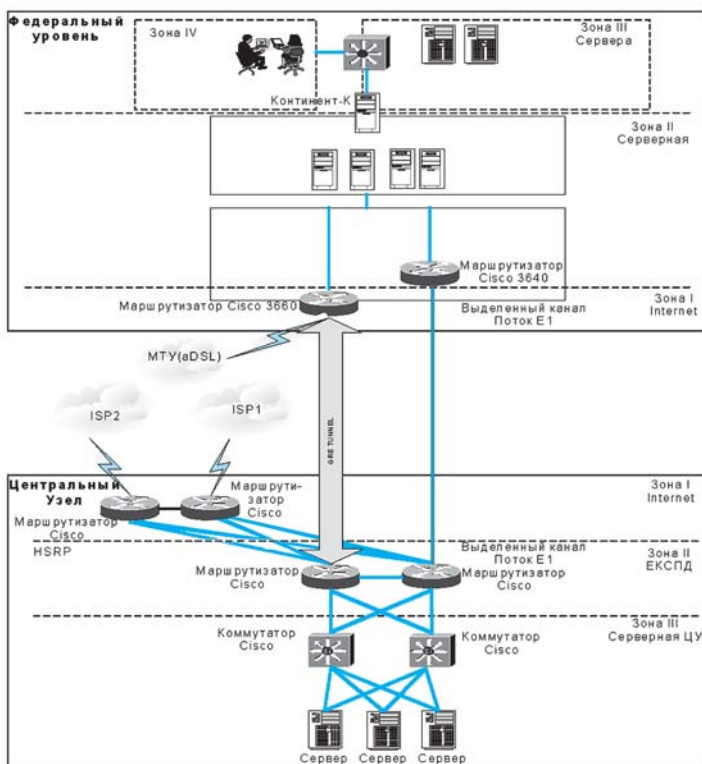 Федеральный
уровень
Зона IV
Зона III
Сервера
Континент-К
Зона II
Серверная
Маршрутизатор
Cisco 3640
Маршрутизатор Cisco 3660
Зона I
Internet
Выделенный канал
Поток Е1
МТУ(aDSL)
ISP2
ISP1
GRE TUNNEL
Центральный
Узел
Маршрути-
затор
Cisco
Зона I
Internet
Маршрутизатор
Cisco
HSRP
Выделенный канал
Поток Е1
Зона II
ЕКСПД
Маршрутизатор
Cisco
Маршрутизатор
Cisco
Зона III
Серверная ЦУ
Коммутатор
Cisco
Коммутатор
Cisco
Сервер
Сервер
Сервер